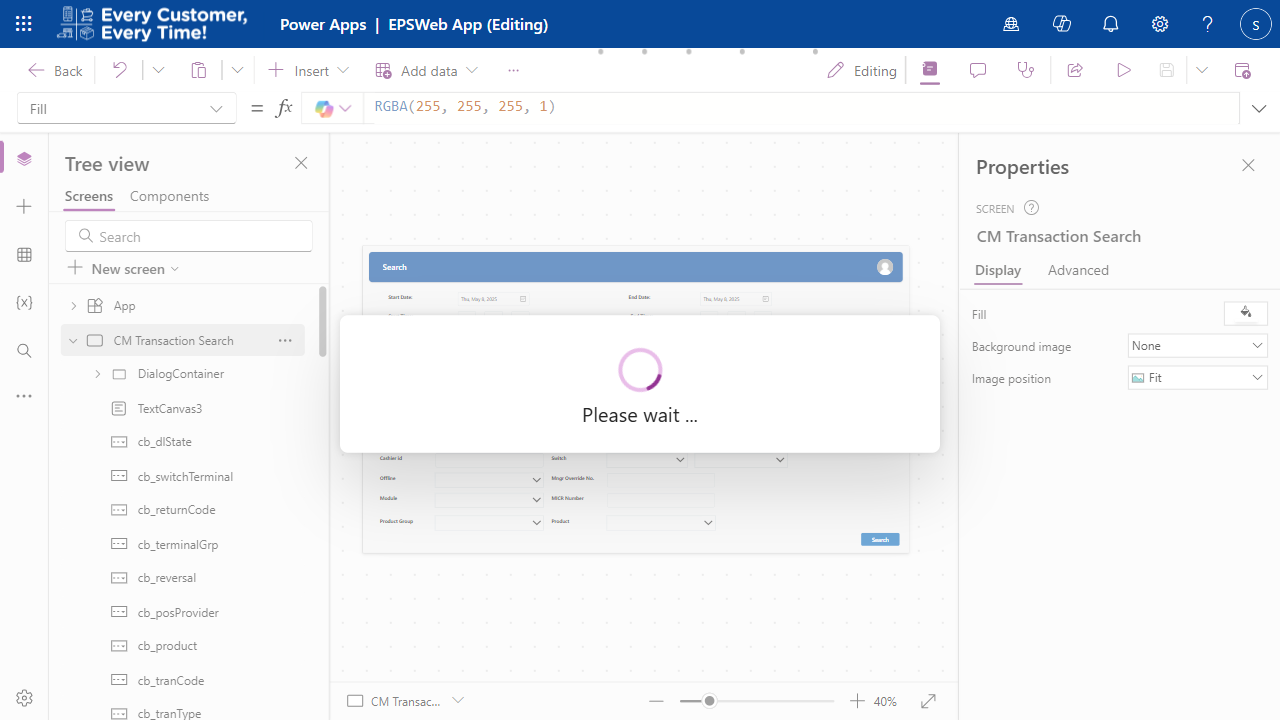 Every Customer,
Every Time!
Power Apps | EPSWeb App (Editing)
s
Back
Insert
Add data
Editing
Fill
= fx
RGBA(255, 255, 255, 1)
Tree view
Screens
Components
Search
New screen
App
CM Transaction Search
DialogContainer
TextCanvas3
cb_dlState
cb_switchTerminal
cb_returnCode
cb_terminalGrp
cb_reversal
cb_posProvider
cb_product
cb_tranCode
cb_tranType
Search
Start Date:
Thu, May 8, 2025
End Date:
Thu, May 8, 2025
Please wait ...
Cashier Id
Switch
Offline
Mngr Override No.
Module
MICR Number
Product Group
Product
Search
CM Transac...
40%
Properties
SCREEN
CM Transaction Search
Display
Advanced
Fill
Background image
None
Image position
Fit